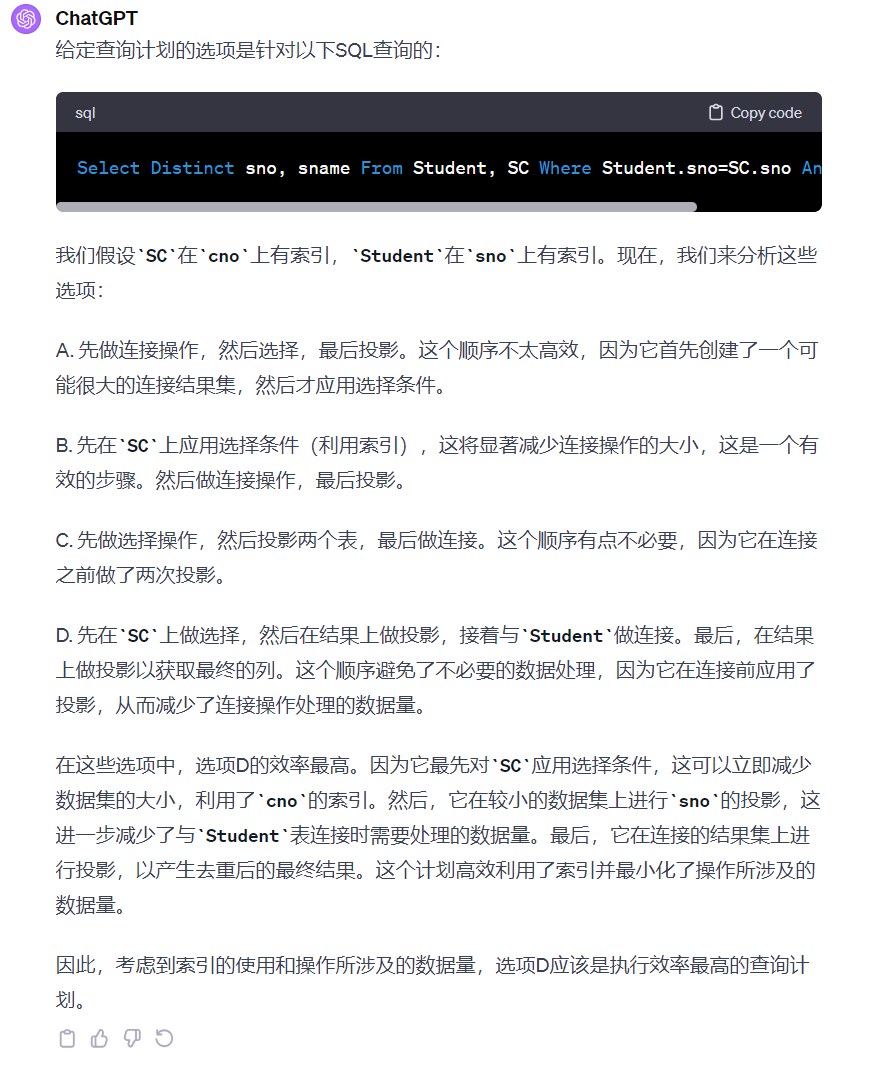 ChatGPT
给定查询计划的选项是针对以下SQL查询的：
sql
Copy code
Select Distinct sno, sname From Student, SC Where Student.sno=SC.sno An
我们假设`SC`在`cno`上有索引，`Student`在`sno`上有索引。现在，我们来分析这些
选项：
A. 先做连接操作，然后选择，最后投影。这个顺序不太高效，因为它首先创建了一个可
能很大的连接结果集，然后才应用选择条件。
B. 先在`SC`上应用选择条件（利用索引），这将显著减少连接操作的大小，这是一个有
效的步骤。然后做连接操作，最后投影。
C. 先做选择操作，然后投影两个表，最后做连接。这个顺序有点不必要，因为它在连接
之前做了两次投影。
D. 先在`SC`上做选择，然后在结果上做投影，接着与`Student`做连接。最后，在结果
上做投影以获取最终的列。这个顺序避免了不必要的数据处理，因为它在连接前应用了
投影，从而减少了连接操作处理的数据量。
在这些选项中，选项D的效率最高。因为它最先对`SC`应用选择条件，这可以立即减少
数据集的大小，利用了`cno`的索引。然后，它在较小的数据集上进行`sno`的投影，这
进一步减少了与`Student`表连接时需要处理的数据量。最后，它在连接的结果集上进
行投影，以产生去重后的最终结果。这个计划高效利用了索引并最小化了操作所涉及的
数据量。
因此，考虑到索引的使用和操作所涉及的数据量，选项D应该是执行效率最高的查询计
划。